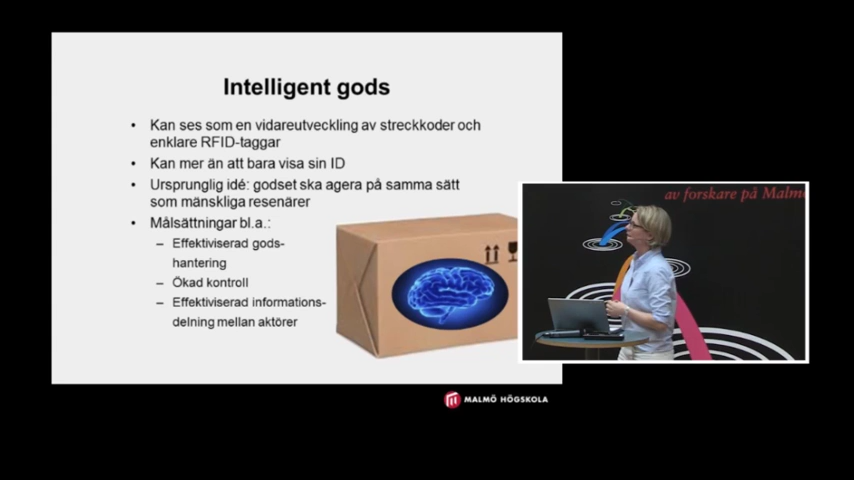 Intelligent gods
• Kan ses som en vidareutveckling av streckkoder och
enklare RFID-taggar
• Kan mer än att bara visa sin ID
• Ursprunglig idé: godset ska agera på samma sätt
som mänskliga resenärer
• Målsättningar bl.a.:
– Effektiviserad gods-
hantering
– Ökad kontroll
– Effektiviserad informations-
delning mellan aktörer
av forskare på Malmö
MALMÖ HÖGSKOLA